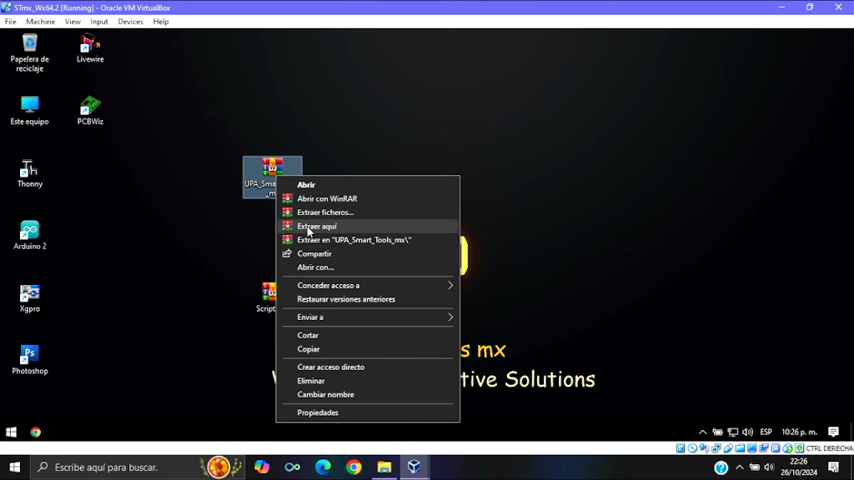 STmx_Wx64.2 [Running] - Oracle VM VirtualBox
File Machine View Input Devices Help
Papelera de
reciclaje
Livewire
Este equipo
PCBWiz
Thonny
Arduino 2
Xgpro
Photoshop
UPA_Sma
_m
Script
Abrir
Abrir con WinRAR
Extraer ficheros...
Extraer aquí
Extraer en "UPA_Smart_Tools_mx\"
Compartir
Abrir con...
Conceder acceso a
Restaurar versiones anteriores
Enviar a
Cortar
Copiar
Crear acceso directo
Eliminar
Cambiar nombre
Propiedades
s mx
tive Solutions
ESP 10:26 p. m.
CTRL DERECHA
Escribe aquí para buscar.
22:26
26/10/2024